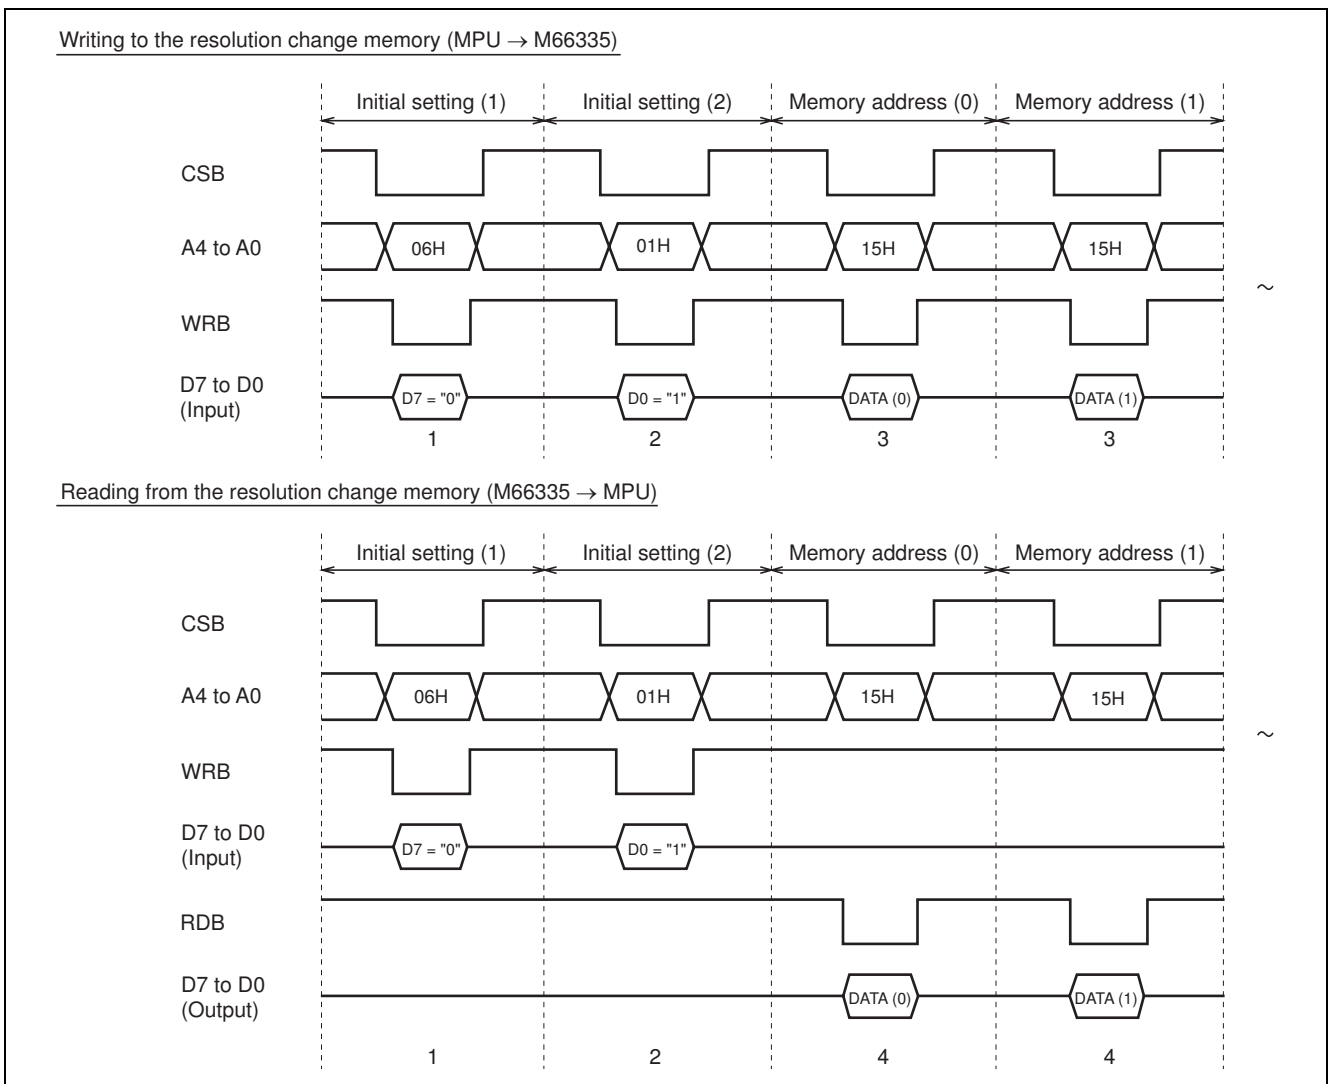 Writing to the resolution change memory (MPU → M66335)
Initial setting (1) Initial setting (2) Memory address (0) Memory address (1)
CSB
A4 to A0 06H 01H 15H 15H
~
WRB
D7 to D0
(Input) D7 = "0" D0 = "1" DATA (0) DATA (1)
1 2 3 3
Reading from the resolution change memory (M66335 → MPU)
Initial setting (1) Initial setting (2) Memory address (0) Memory address (1)
CSB
A4 to A0 06H 01H 15H 15H
~
WRB
D7 to D0
(Input) D7 = "0" D0 = "1"
RDB
D7 to D0
(Output) DATA (0) DATA (1)
1 2 4 4